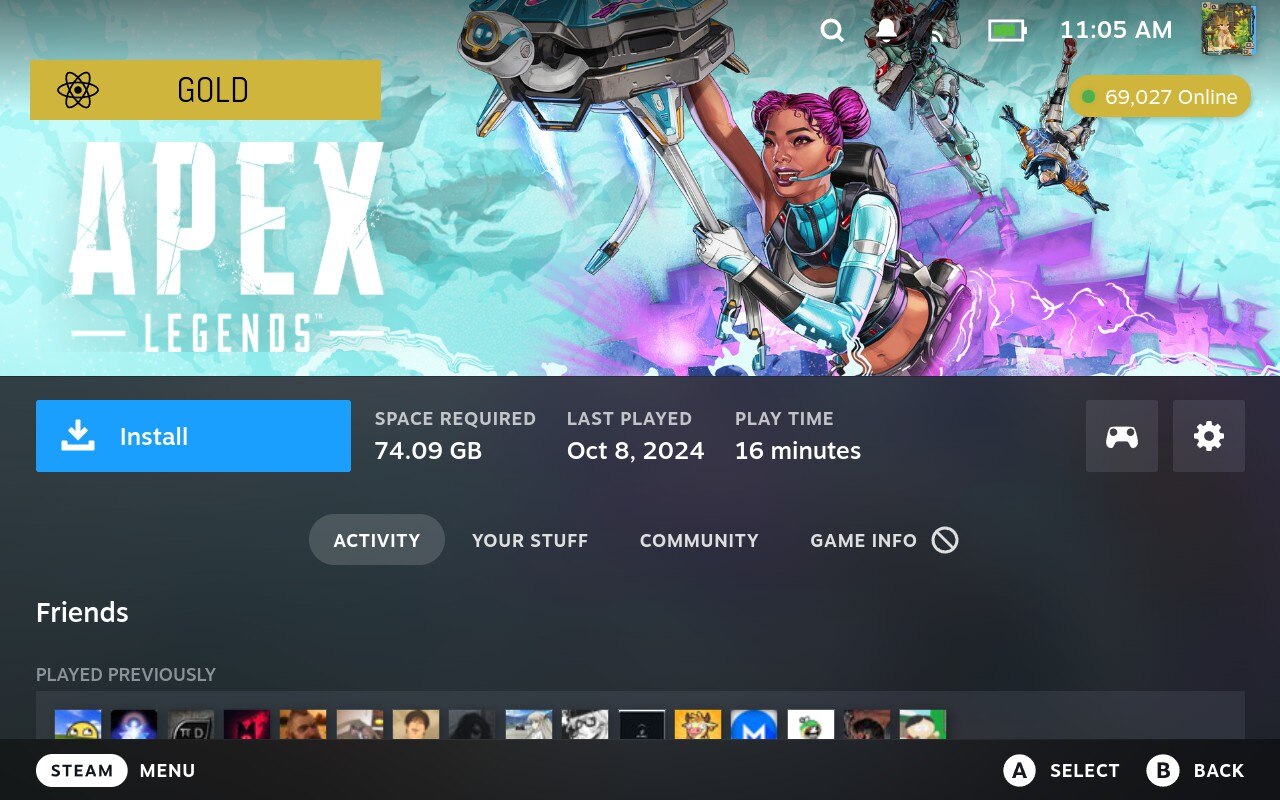 11:05 AM
GOLD
69,027 Online
APEX
LEGENDS™
Install
SPACE REQUIRED
74.09 GB
LAST PLAYED
Oct 8, 2024
PLAY TIME
16 minutes
ACTIVITY
YOUR STUFF
COMMUNITY
GAME INFO
Friends
PLAYED PREVIOUSLY
STEAM MENU
A SELECT B BACK